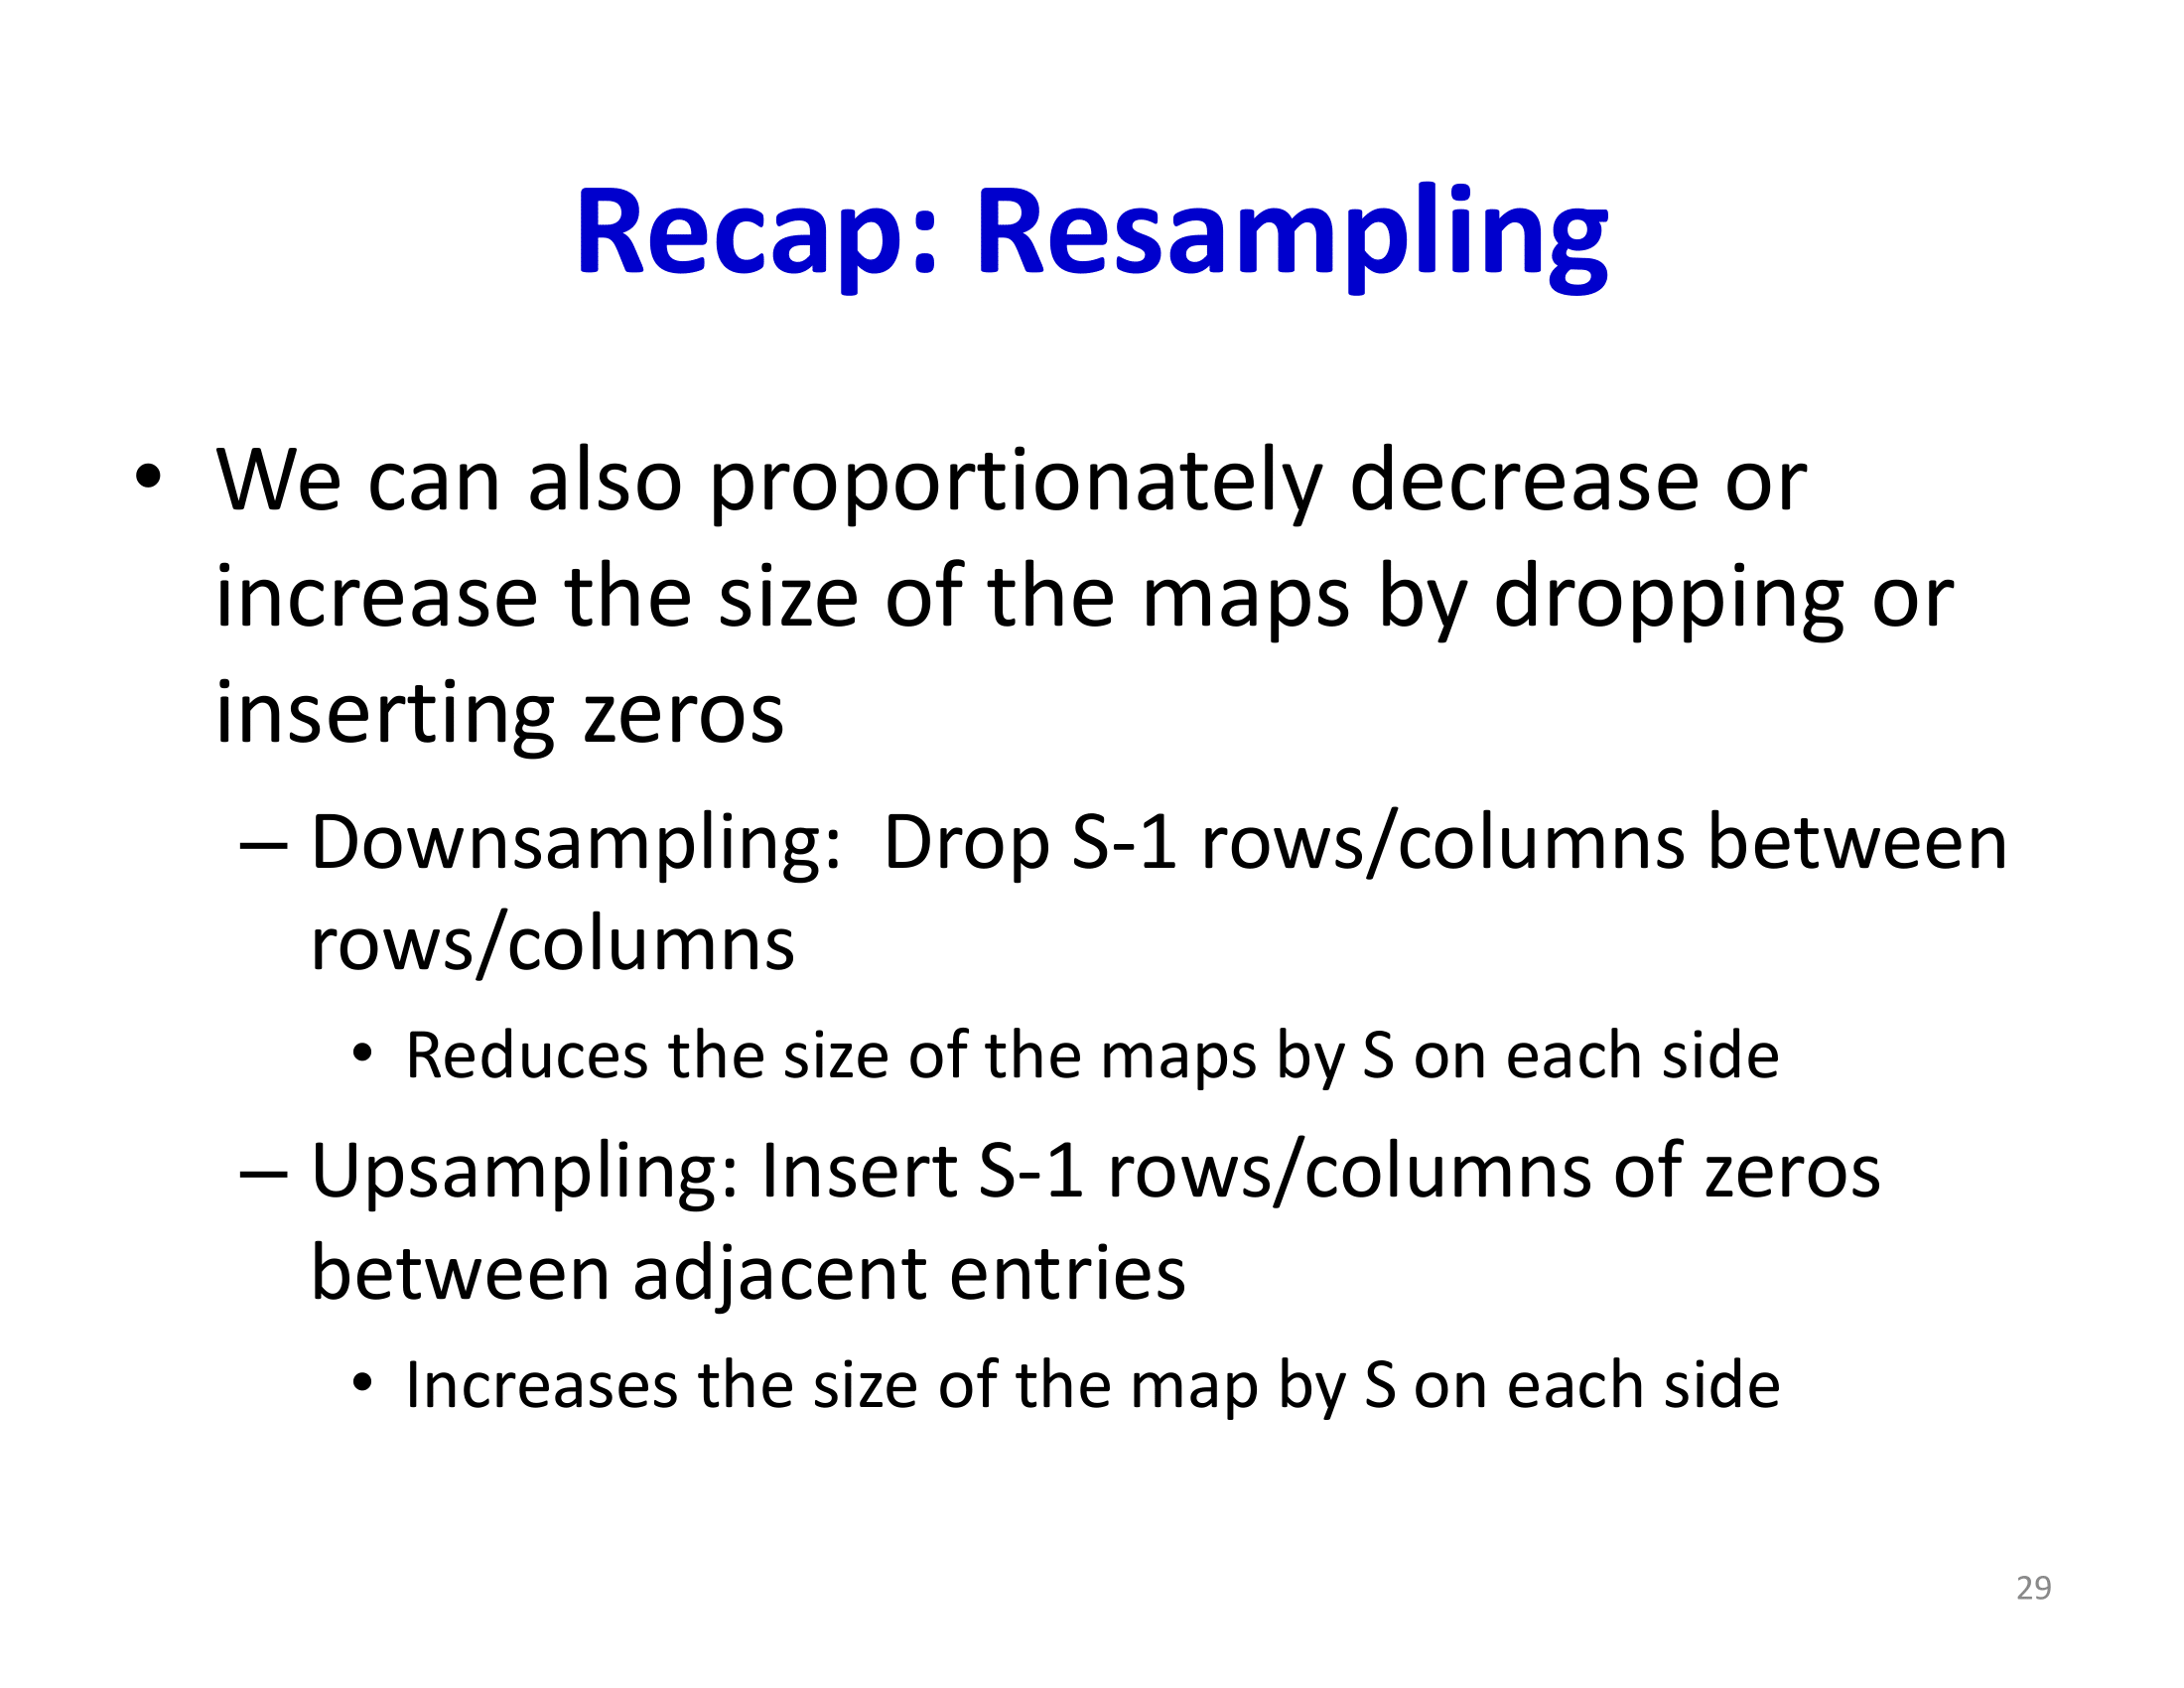 Recap: Resampling
• We can also proportionately decrease or
increase the size of the maps by dropping or
inserting zeros
– Downsampling:  Drop S-1 rows/columns between
rows/columns
• Reduces the size of the maps by S on each side
– Upsampling: Insert S-1 rows/columns of zeros
between adjacent entries
• Increases the size of the map by S on each side
29